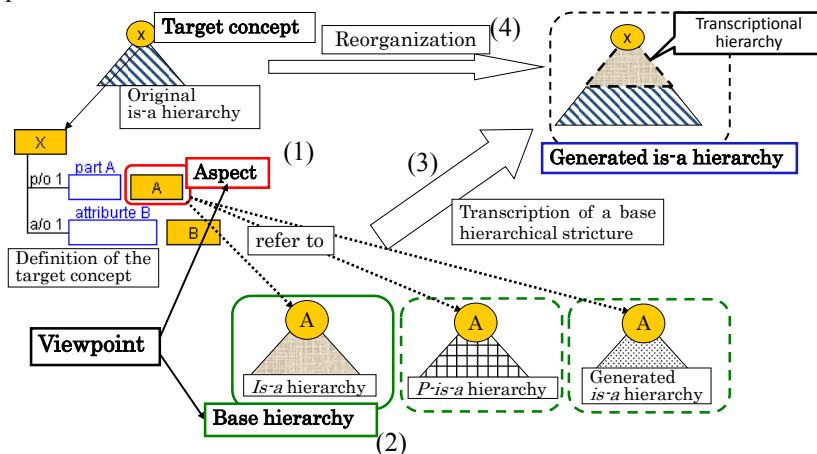 Target concept
(4)
Reorganization
Transcriptional
hierarchy
x
x
Original
is-a hierarchy
X
(1)
Generated is-a hierarchy
part A
Aspect
(3)
p/o 1
A
attriburte B
a/o 1
B
refer to
Transcription of a base
hierarchical stricture
Definition of the
target concept
Viewpoint
A
A
A
Is-a hierarchy
P-is-a hierarchy
Generated
is-a hierarchy
Base hierarchy
(2)